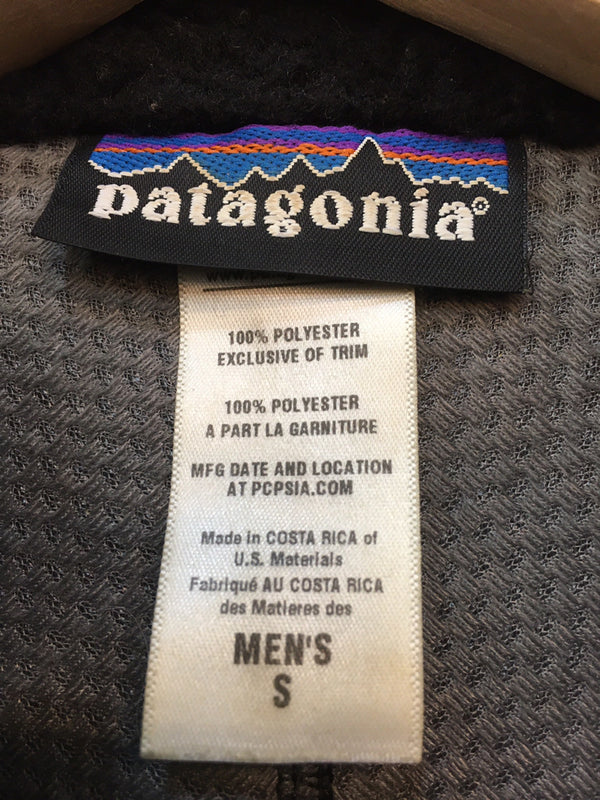 patagonia®
100% POLYESTER
EXCLUSIVE OF TRIM
100% POLYESTER
A PART LA GARNITURE
MFG DATE AND LOCATION
AT PCPSIA.COM
Made in COSTA RICA of
U.S. Materials
Fabriqué AU COSTA RICA
des Matieres des
MEN'S
S